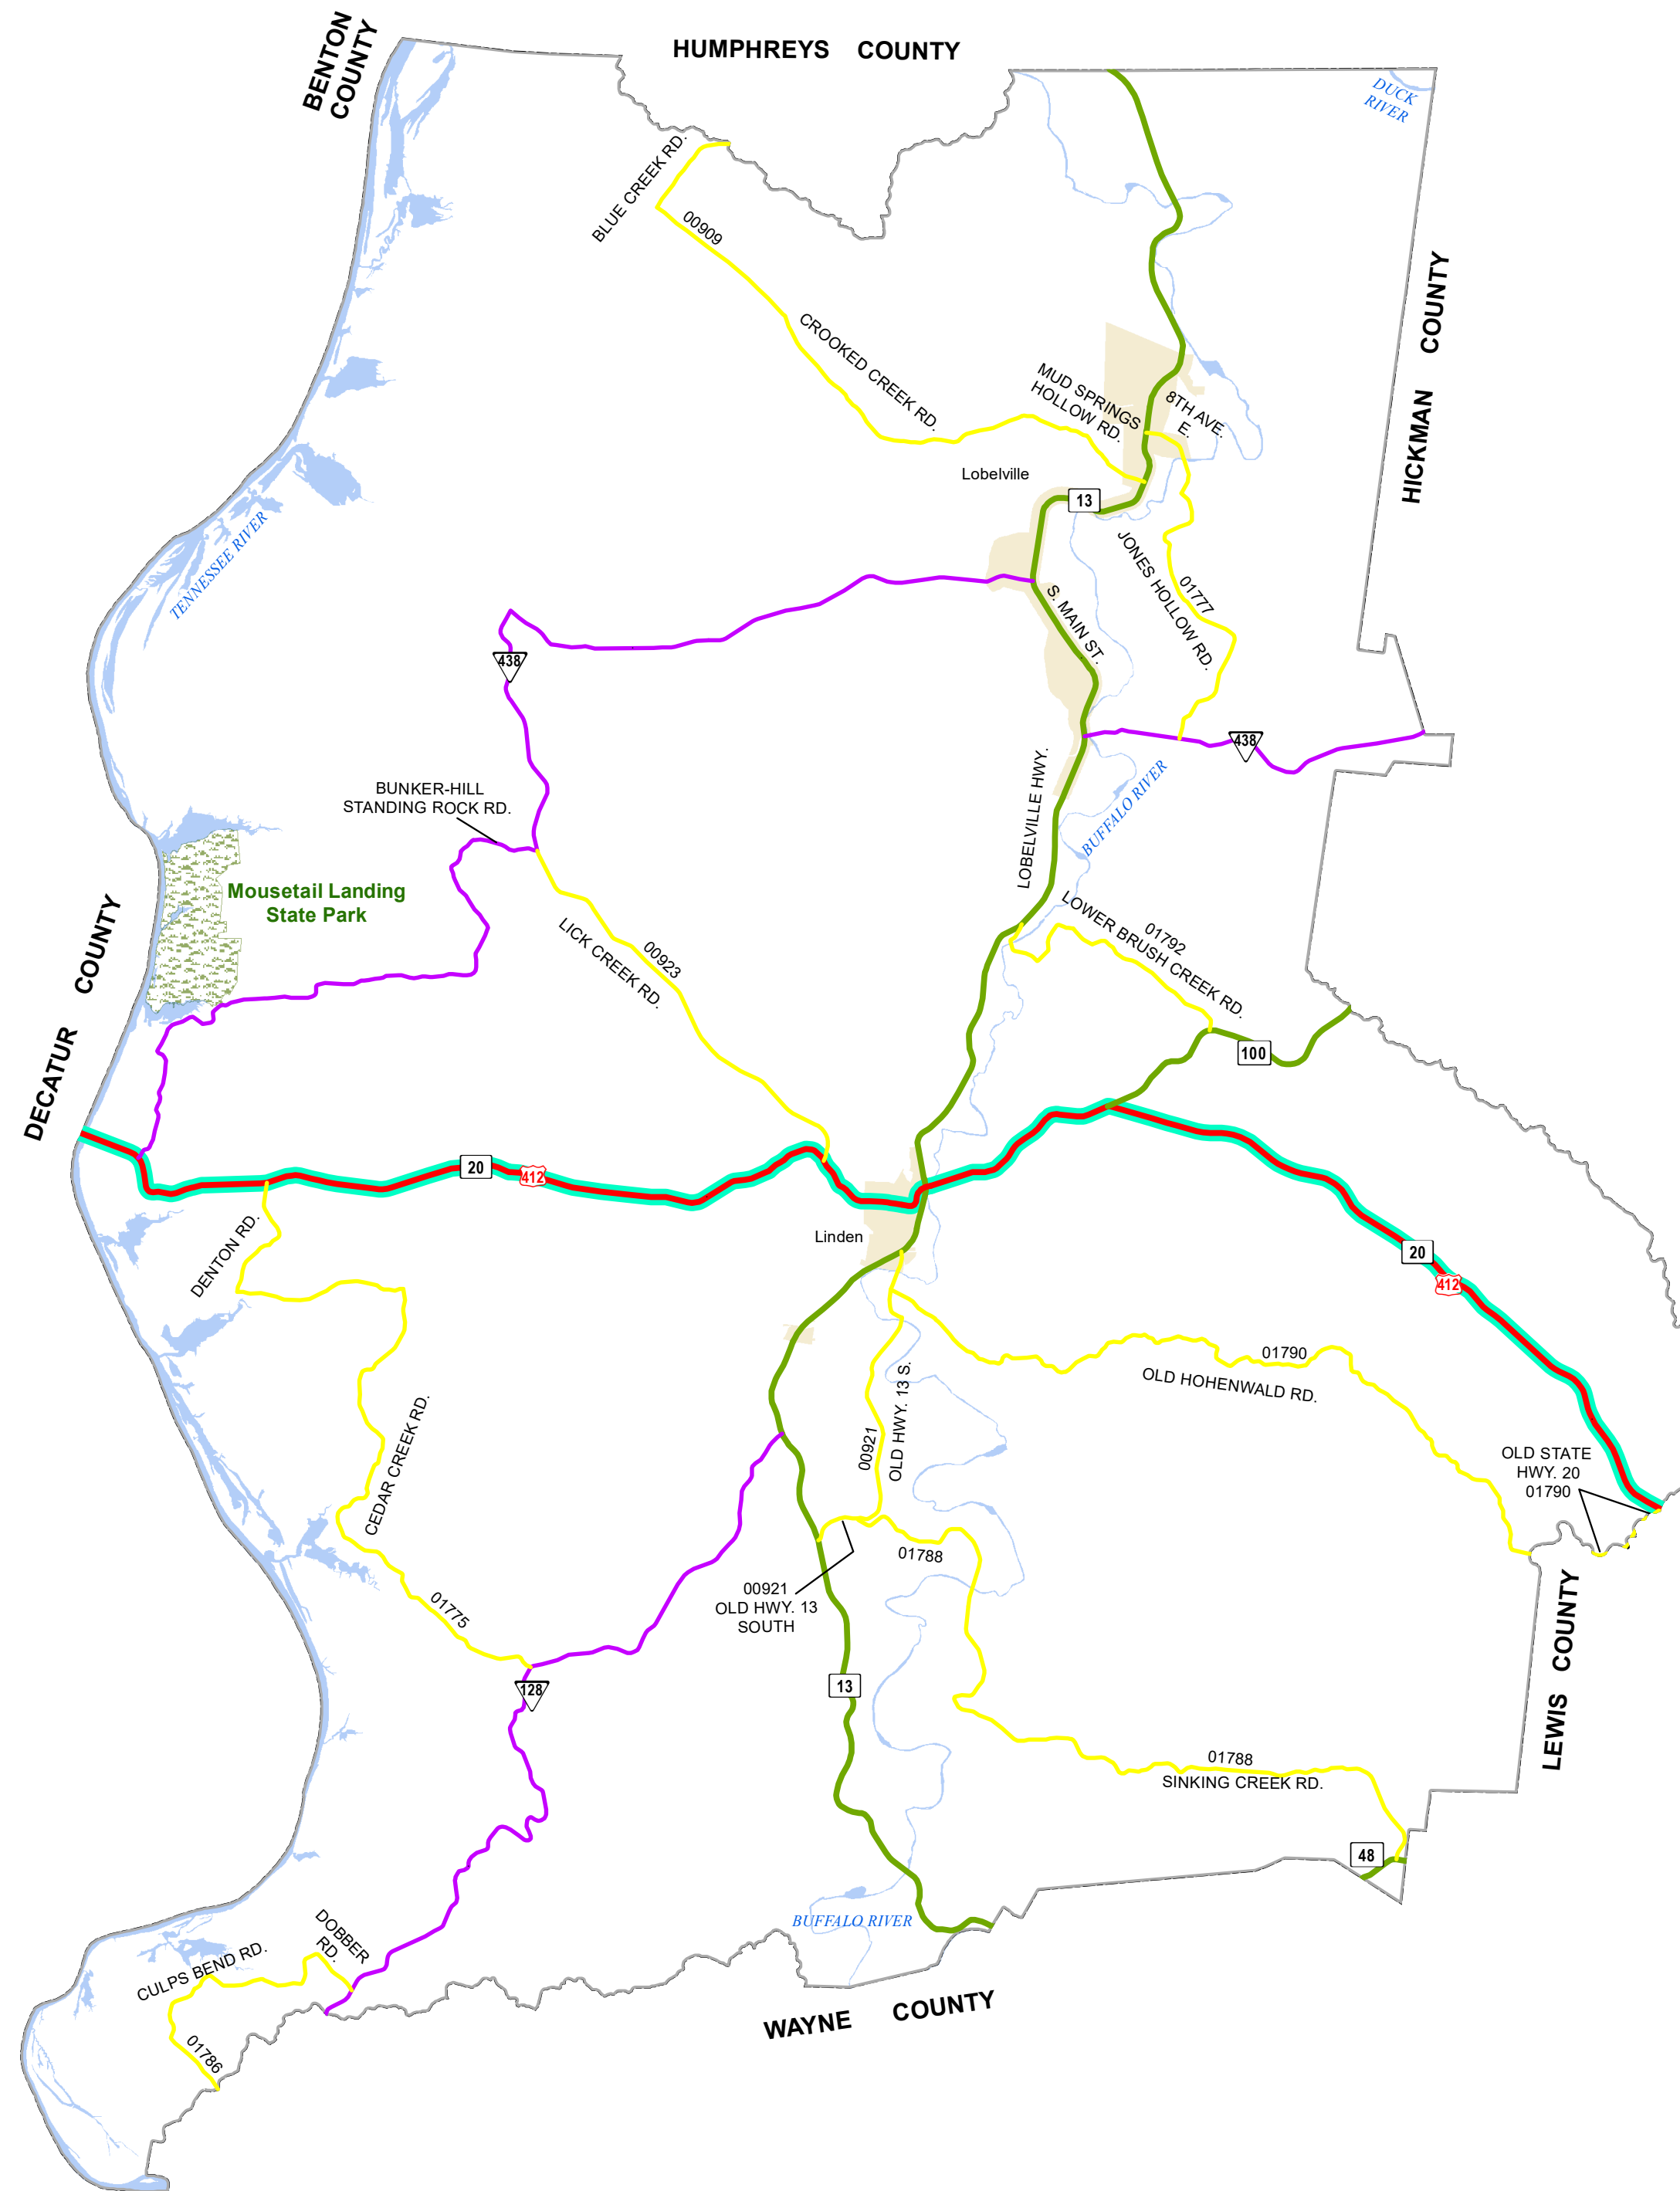 BENTON
COUNTY
HUMPHREYS COUNTY
DUCK
RIVER
BLUE CREEK RD.
00909
CROOKED CREEK RD.
HICKMAN COUNTY
MUD SPRINGS
HOLLOW RD.
8TH AVE.
E.
Lobelville
13
TENNESSEE RIVER
JONES HOLLOW RD.
01777
S. MAIN ST.
438
438
BUNKER-HILL
STANDING ROCK RD.
LOBELVILLE HWY.
BUFFALO RIVER
Mousetail Landing
State Park
DECATUR COUNTY
LICK CREEK RD.
00923
01792
LOWER BRUSH CREEK RD.
100
20
412
Linden
DENTON RD.
20
412
01790
OLD HOHENWALD RD.
CEDAR CREEK RD.
00921
OLD HWY. 13 S.
OLD STATE
HWY. 20
01790
01788
00921
OLD HWY. 13
SOUTH
01775
LEWIS COUNTY
128
13
01788
SINKING CREEK RD.
48
BUFFALO RIVER
DOBBER
RD.
CULPS BEND RD.
01786
WAYNE COUNTY